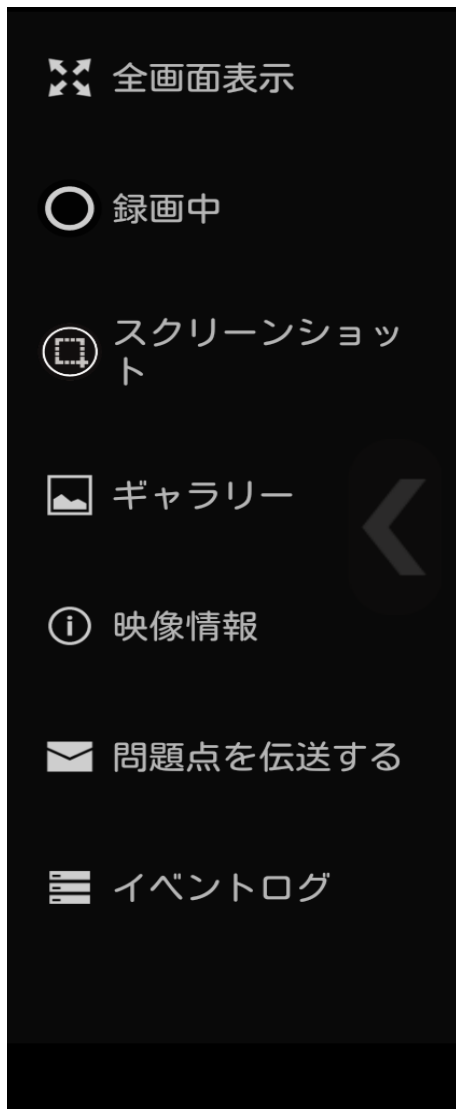 全画面表示
録画中
スクリーンショッ
ト
ギャラリー
映像情報
問題点を伝送する
イベントログ